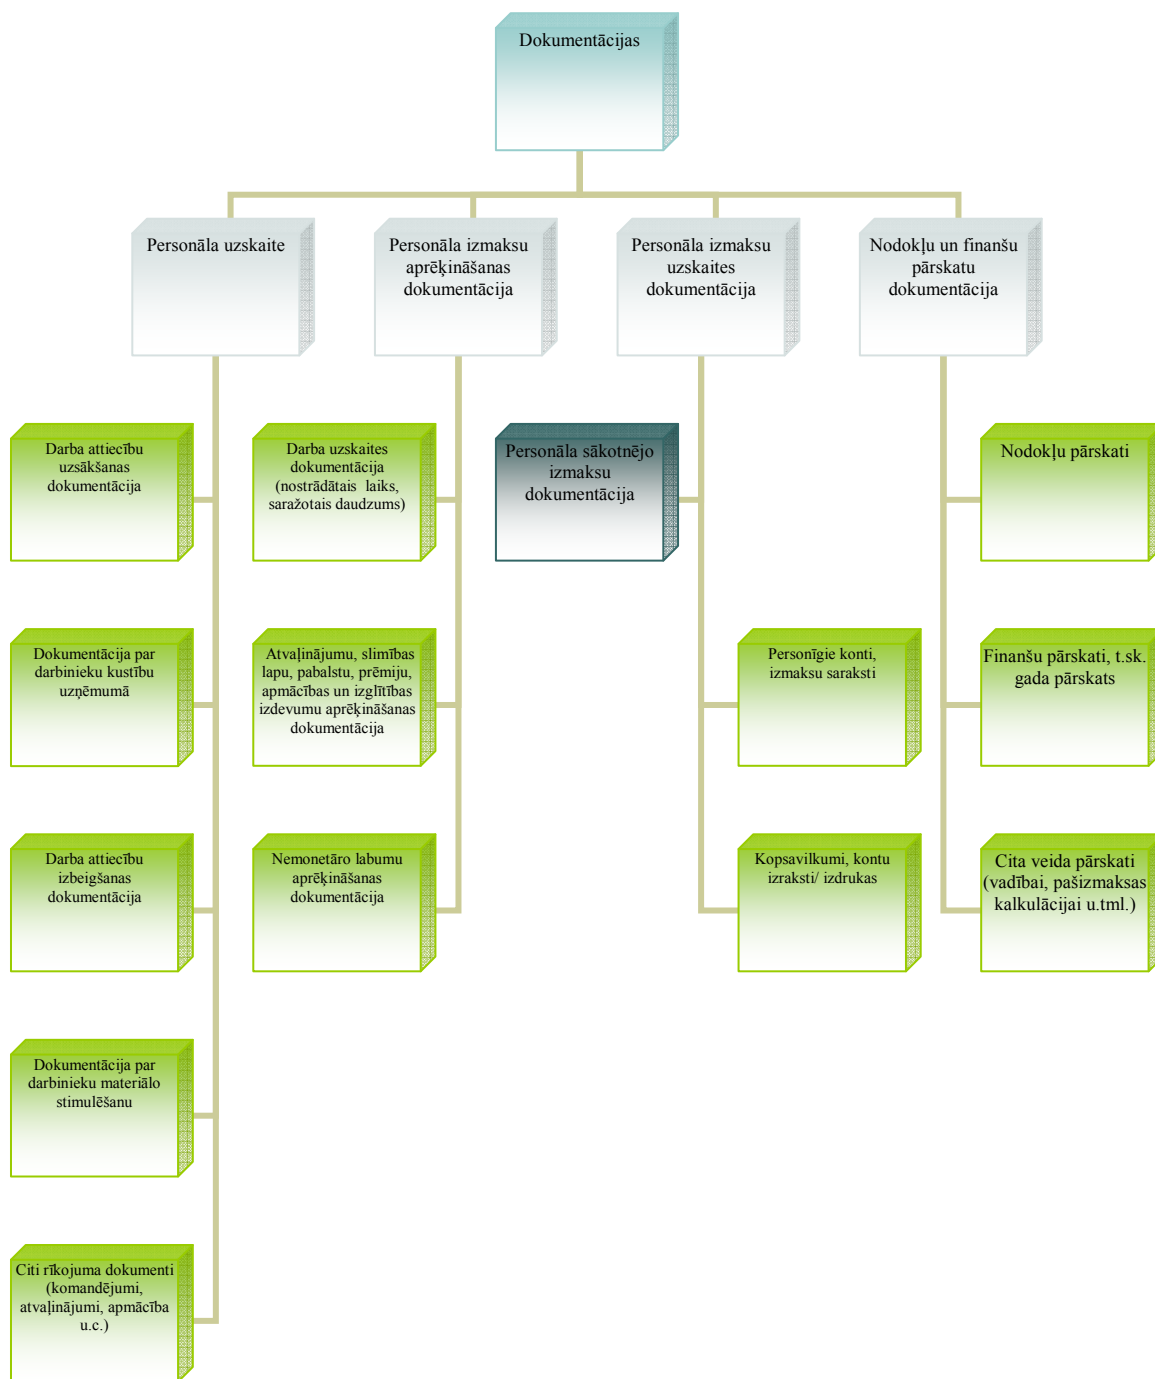 Dokumentācijas
Personāla uzskaite
Personāla izmaksu
aprēķināšanas
dokumentācija
Personāla izmaksu
uzskaites
dokumentācija
Nodokļu un finanšu
pārskatu
dokumentācija
Darba attiecību
uzsākšanas
dokumentācija
Darba uzskaites
dokumentācija
(nostrādātais laiks,
saražotais daudzums)
Personāla sākotnējo
izmaksu
dokumentācija
Nodokļu pārskati
Dokumentācija par
darbinieku kustību
uzņēmumā
Atvaļinājumu, slimības
lapu, pabalstu, prēmiju,
apmācības un izglītības
izdevumu aprēķināšanas
dokumentācija
Personīgie konti,
izmaksu saraksti
Finanšu pārskati, t.sk.
gada pārskats
Darba attiecību
izbeigšanas
dokumentācija
Nemonetāro labumu
aprēķināšanas
dokumentācija
Kopsavilkumi, kontu
izraksti/ izdrukas
Cita veida pārskati
(vadībai, pašizmaksas
kalkulācijai u.tml.)
Dokumentācija par
darbinieku materiālo
stimulēšanu
Citi rīkojuma dokumenti
(komandējumi,
atvaļinājumi, apmācība
u.c.)